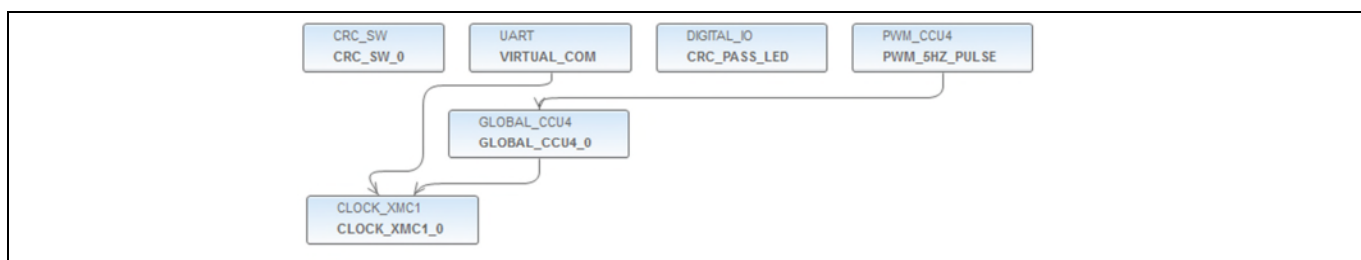 CRC_SW
CRC_SW_0
UART
VIRTUAL_COM
DIGITAL_IO
CRC_PASS_LED
PWM_CCU4
PWM_5HZ_PULSE
GLOBAL_CCU4
GLOBAL_CCU4_0
CLOCK_XMC1
CLOCK_XMC1_0